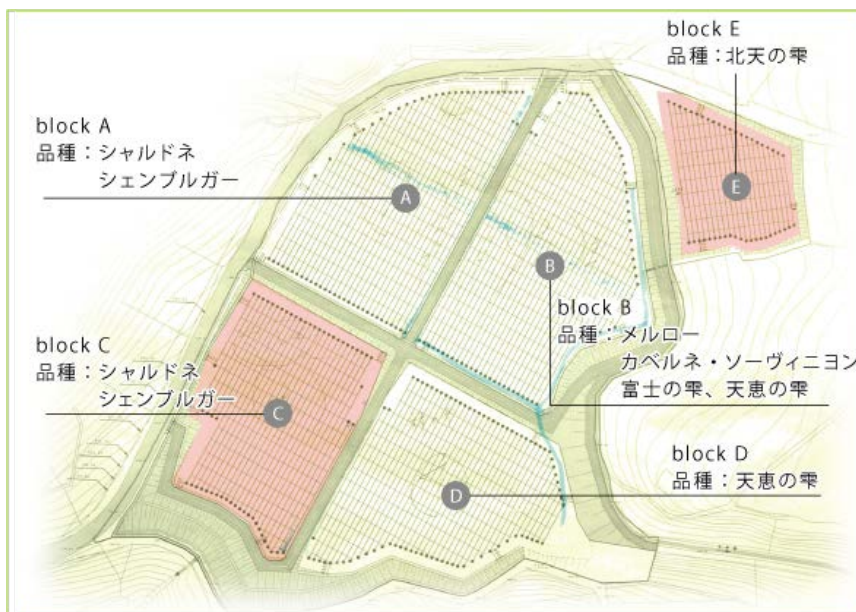 block E
品種：北天の雫
block A
品種：シャルドネ
シェンブルガー
A
E
B
block B
品種：メルロー
カベルネ・ソーヴィニヨン
富士の雫、天恵の雫
block C
品種：シャルドネ
シェンブルガー
C
block D
品種：天恵の雫
D